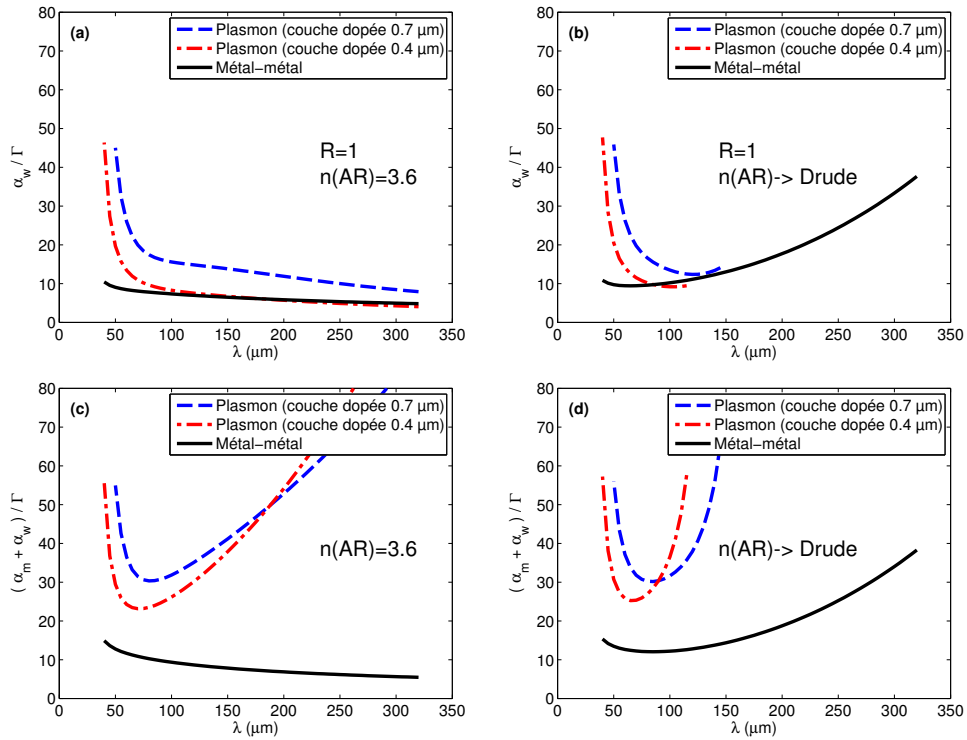 (a)
Plasmon (couche dopée 0.7 µm)
Plasmon (couche dopée 0.4 µm)
Métal−métal
R=1
n(AR)=3.6
80
70
60
50
40
30
20
10
0
α_w / Γ
0 50 100 150 200 250 300 350
λ (µm)
(b)
Plasmon (couche dopée 0.7 µm)
Plasmon (couche dopée 0.4 µm)
Métal−métal
R=1
n(AR)−> Drude
80
70
60
50
40
30
20
10
0
α_w / Γ
0 50 100 150 200 250 300 350
λ (µm)
(c)
Plasmon (couche dopée 0.7 µm)
Plasmon (couche dopée 0.4 µm)
Métal−métal
n(AR)=3.6
80
70
60
50
40
30
20
10
0
( α_m + α_w ) / Γ
0 50 100 150 200 250 300 350
λ (µm)
(d)
Plasmon (couche dopée 0.7 µm)
Plasmon (couche dopée 0.4 µm)
Métal−métal
n(AR)−> Drude
80
70
60
50
40
30
20
10
0
( α_m + α_w ) / Γ
0 50 100 150 200 250 300 350
λ (µm)